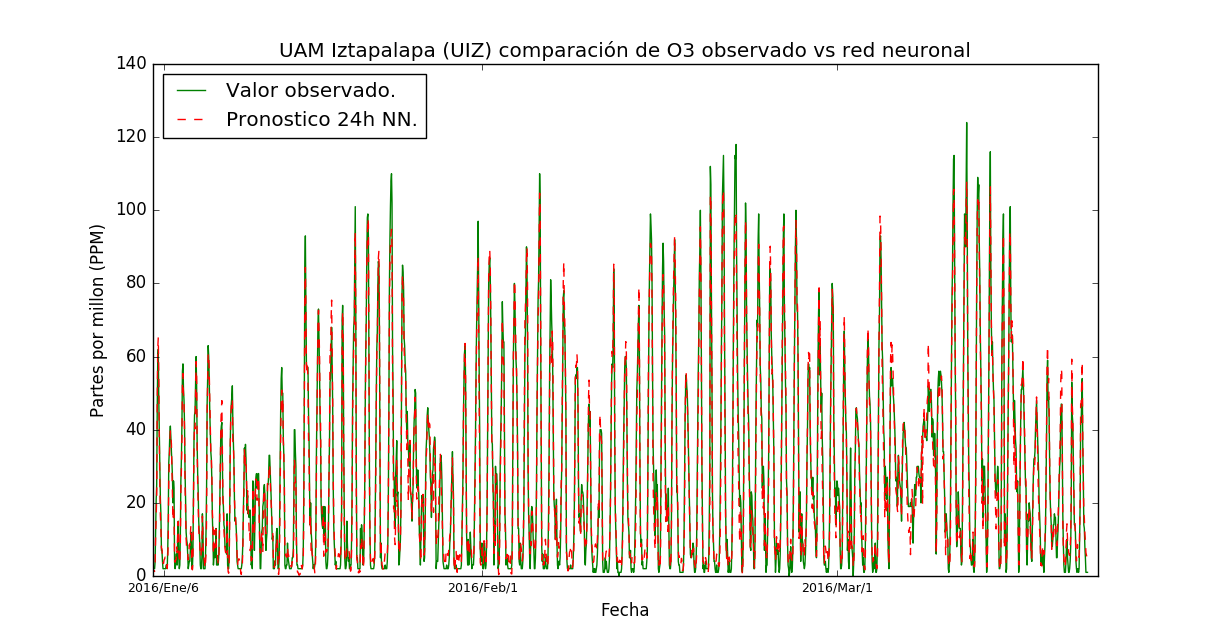 UAM Iztapalapa (UIZ) comparación de O3 observado vs red neuronal
140
120
100
80
60
40
20
0
Partes por millon (PPM)
Valor observado.
Pronostico 24h NN.
2016/Ene/6
2016/Feb/1
2016/Mar/1
Fecha